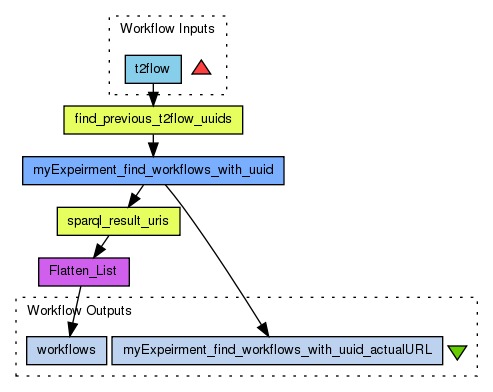 Workflow Inputs
t2flow
find_previous_t2flow_uuids
myExpeirment_find_workflows_with_uuid
sparql_result_uris
Flatten_List
Workflow Outputs
workflows
myExpeirment_find_workflows_with_uuid_actualURL